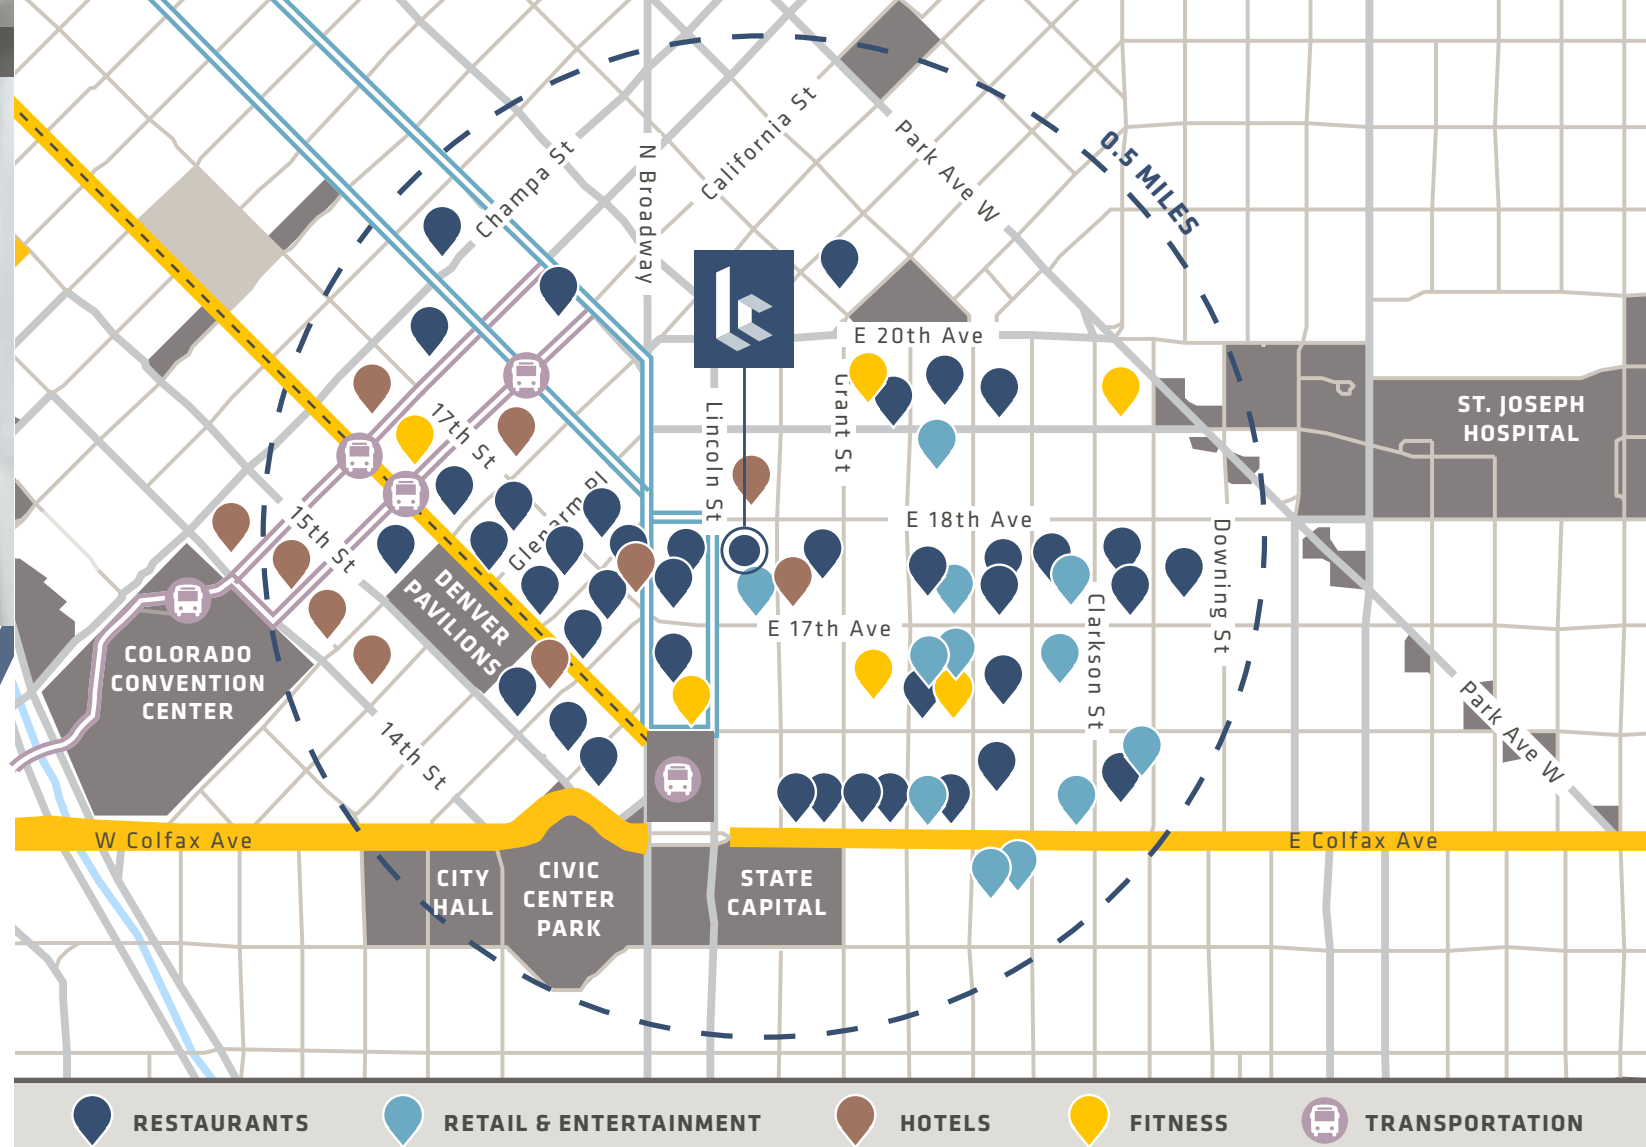 0.5 MILES
Champa St
N Broadway
California St
Park Ave W
E 20th Ave
17th St
Lincoln St
Grant St
ST. JOSEPH
HOSPITAL
Glenarm Pl
15th St
E 18th Ave
Downing St
DENVER
PAVILIONS
Clarkson St
E 17th Ave
COLORADO
CONVENTION
CENTER
14th St
Park Ave W
W Colfax Ave
E Colfax Ave
CITY
HALL
CIVIC
CENTER
PARK
STATE
CAPITAL
RESTAURANTS
RETAIL & ENTERTAINMENT
HOTELS
FITNESS
TRANSPORTATION